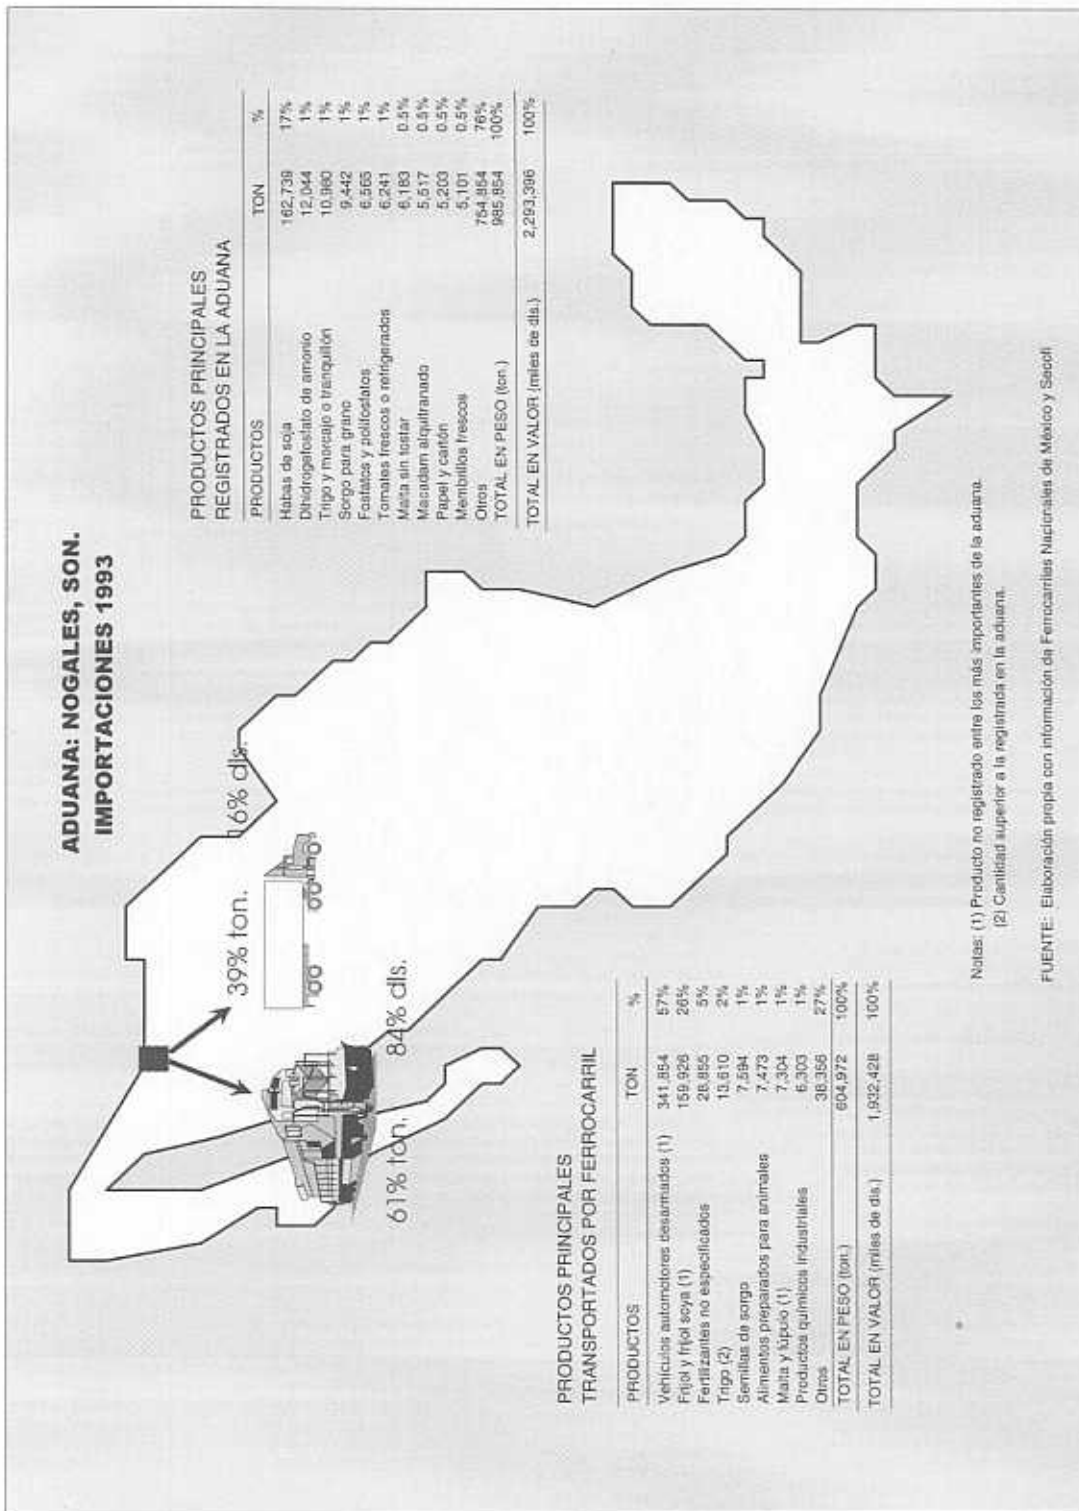 ADUANA: NOGALES, SON.
IMPORTACIONES 1993
PRODUCTOS PRINCIPALES
REGISTRADOS EN LA ADUANA
PRODUCTOS TON %
Habas de soja 162,739 17%
Dihidrogefosfato de amonio 12,044 1%
Trigo y morcajo o tranquillón 10,980 1%
Sorgo para grano 9,442 1%
Fosfatos y polifosfatos 6,565 1%
Tomates frescos o refrigerados 6,241 1%
Malta sin tostar 6,183 0.5%
Macadam alquitranado 5,517 0.5%
Papel y cartón 5,203 0.5%
Membrillos frescos 5,101 0.5%
Otros 754,854 76%
TOTAL EN PESO (ton.) 985,854 100%
TOTAL EN VALOR (miles de dls.) 2,293,396 100%
39% ton. 16% dls.
61% ton. 84% dls.
PRODUCTOS PRINCIPALES
TRANSPORTADOS POR FERROCARRIL
PRODUCTOS TON %
Vehículos automotores desarmados (1) 341,854 57%
Frijol y frijol soya (1) 159,926 26%
Fertilizantes no especificados 28,855 5%
Trigo (2) 13,610 2%
Semillas de sorgo 7,594 1%
Alimentos preparados para animales 7,473 1%
Malta y lúpulo (1) 7,304 1%
Productos químicos industriales 6,303 1%
Otros 38,356 27%
TOTAL EN PESO (ton.) 604,972 100%
TOTAL EN VALOR (miles de dls.) 1,932,428 100%
Notas: (1) Producto no registrado entre los más importantes de la aduana.
(2) Cantidad superior a la registrada en la aduana.
FUENTE: Elaboración propia con información de Ferrocarriles Nacionales de México y Secofi